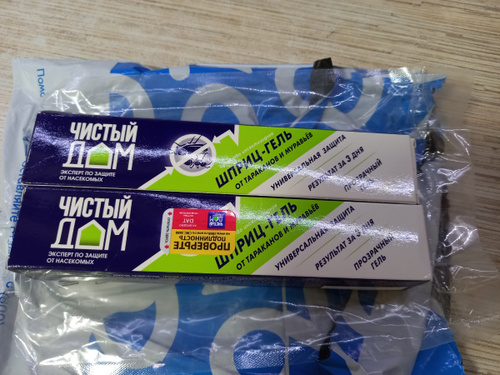 ЧИСТЫЙ
ДОМ
ЭКСПЕРТ ПО ЗАЩИТЕ
ОТ НАСЕКОМЫХ
ШПРИЦ-ГЕЛЬ
ОТ ТАРАКАНОВ И МУРАВЬЁВ
УНИВЕРСАЛЬНАЯ ЗАЩИТА
РЕЗУЛЬТАТ ЗА 3 ДНЯ
ПРОЗРАЧНЫЙ
ЧИСТЫЙ
ДОМ
ЭКСПЕРТ ПО ЗАЩИТЕ
ОТ НАСЕКОМЫХ
ПРОВЕРЬТЕ
ПОДЛИННОСТЬ
DAT
ШПРИЦ-ГЕЛЬ
ОТ ТАРАКАНОВ И МУРАВЬЁВ
УНИВЕРСАЛЬНАЯ ЗАЩИТА
РЕЗУЛЬТАТ ЗА 3 ДНЯ
ПРОЗРАЧНЫЙ
ГЕЛЬ